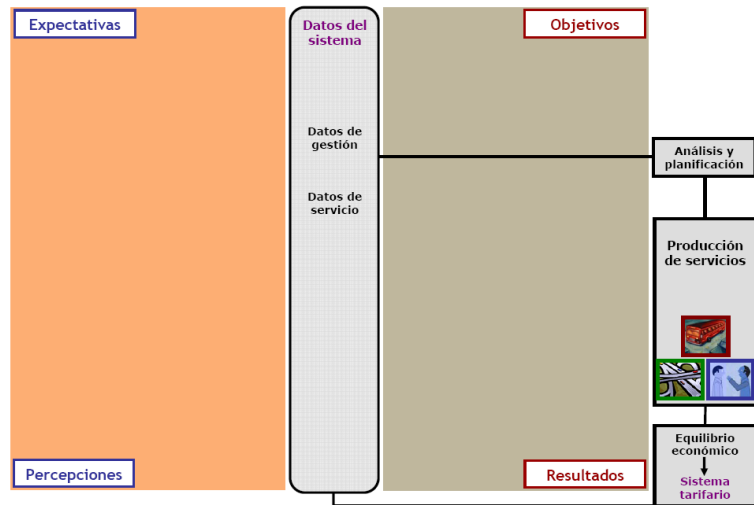 Expectativas
Datos del
sistema
Objetivos
Datos de
gestión
Datos de
servicio
Análisis y
planificación
Producción
de servicios
Equilibrio
económico
Sistema
tarifario
Percepciones
Resultados